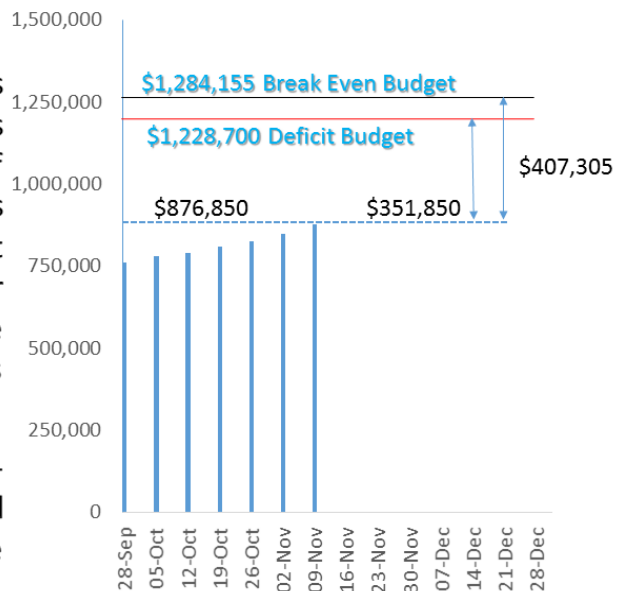 1,500,000
$1,284,155 Break Even Budget
1,250,000
$1,228,700 Deficit Budget
$407,305
1,000,000
$876,850 $351,850
750,000
500,000
250,000
0
28-Sep
05-Oct
12-Oct
19-Oct
26-Oct
02-Nov
09-Nov
16-Nov
23-Nov
30-Nov
07-Dec
14-Dec
21-Dec
28-Dec